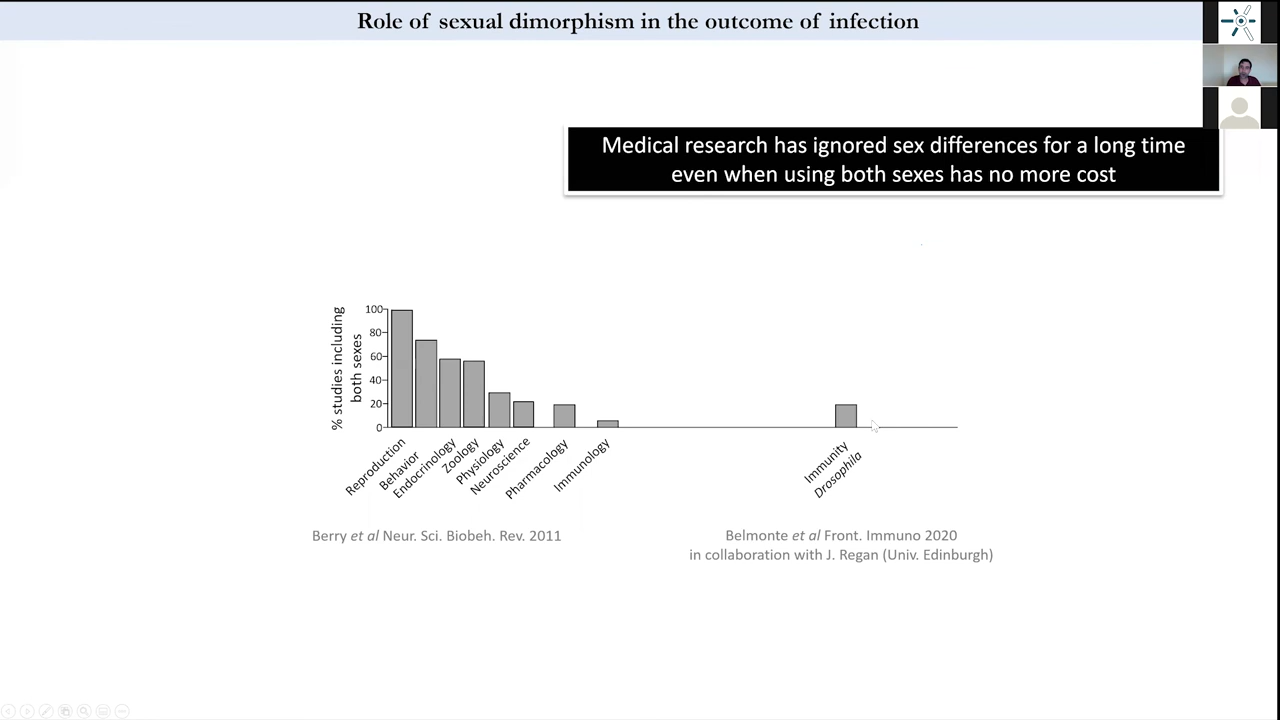 Role of sexual dimorphism in the outcome of infection
Medical research has ignored sex differences for a long time
even when using both sexes has no more cost
% studies including
both sexes
100
80
60
40
20
0
Reproduction
Behavior
Endocrinology
Zoology
Physiology
Neuroscience
Pharmacology
Immunology
Immunity
Drosophila
Berry et al Neur. Sci. Biobeh. Rev. 2011
Belmonte et al Front. Immuno 2020
in collaboration with J. Regan (Univ. Edinburgh)